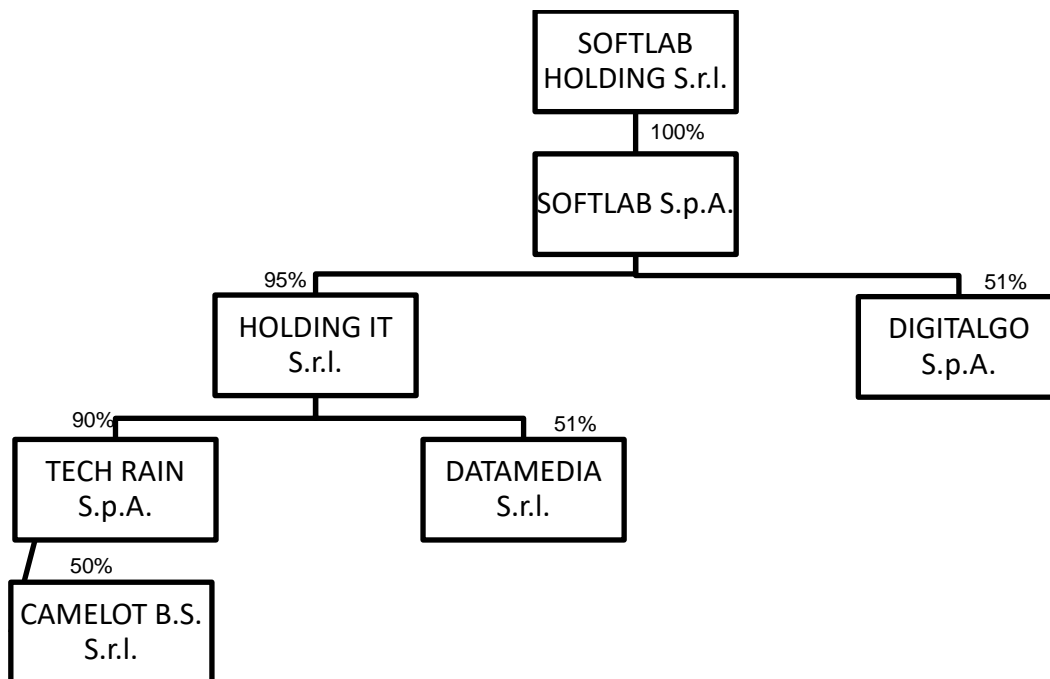 SOFTLAB
HOLDING S.r.l.
100%
SOFTLAB S.p.A.
95%
51%
HOLDING IT
S.r.l.
DIGITALGO
S.p.A.
90%
51%
TECH RAIN
S.p.A.
DATAMEDIA
S.r.l.
50%
CAMELOT B.S.
S.r.l.